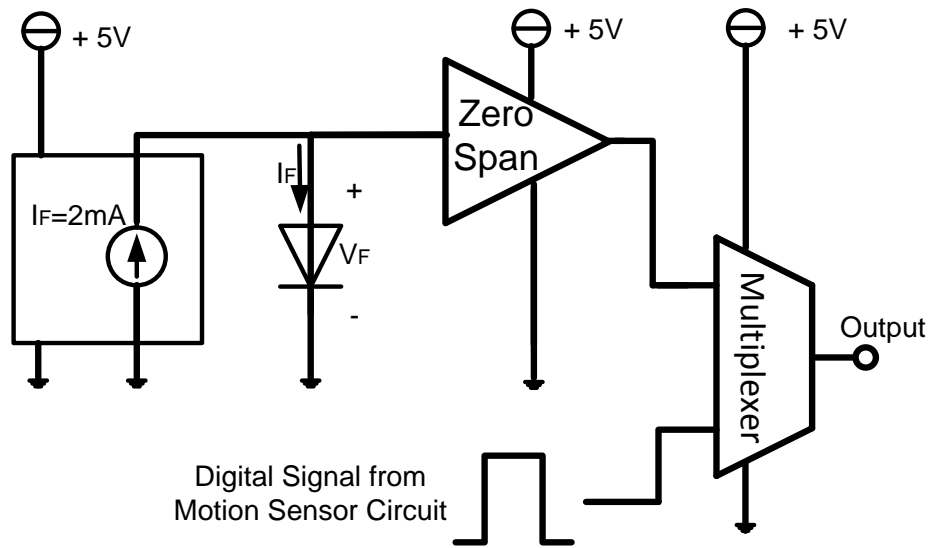 + 5V
+ 5V
+ 5V
Zero
Span
IF=2mA
IF
+
VF
-
Multiplexer
Output
Digital Signal from
Motion Sensor Circuit